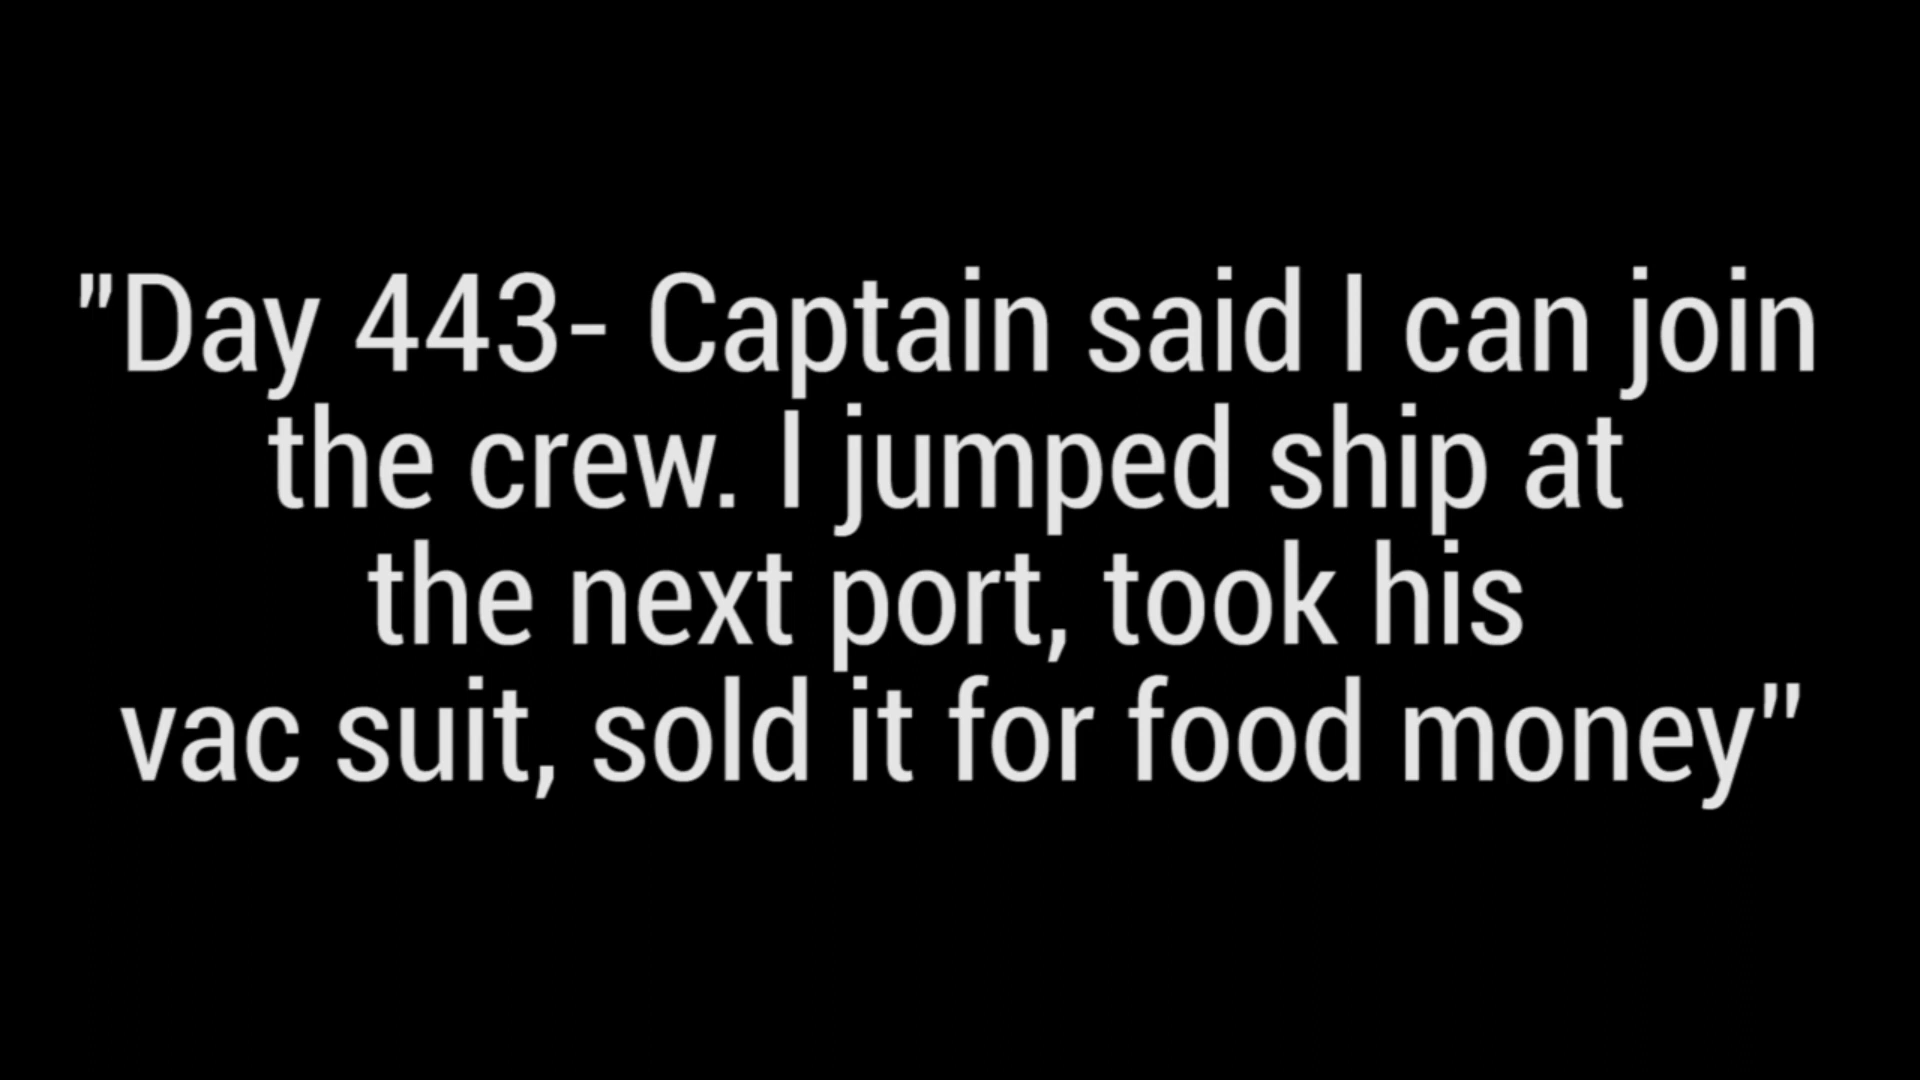 "Day 443- Captain said I can join
the crew. I jumped ship at
the next port, took his
vac suit, sold it for food money"